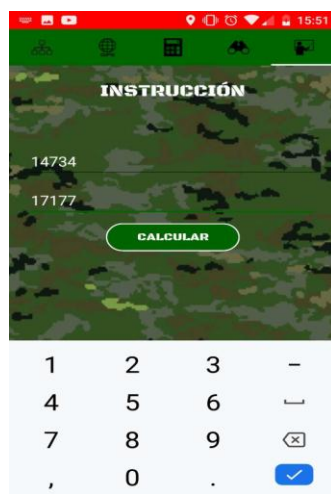 15:51
INSTRUCCIÓN
14734
17177
CALCULAR
1 2 3 -
4 5 6
7 8 9
, 0 .